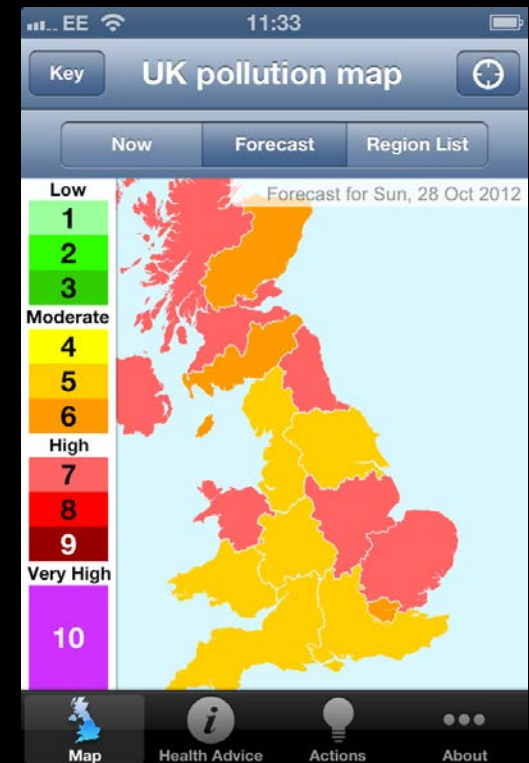 EE 11:33
Key UK pollution map
Now Forecast Region List
Forecast for Sun, 28 Oct 2012
Low
1
2
3
Moderate
4
5
6
High
7
8
9
Very High
10
Map Health Advice Actions About